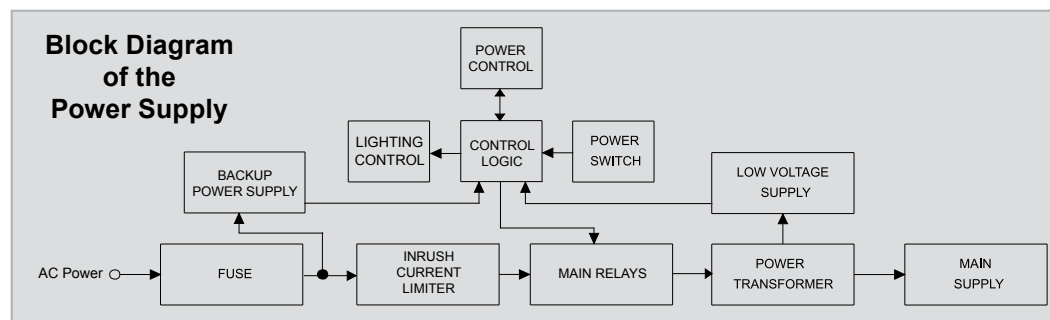 Block Diagram
of the
Power Supply
POWER
CONTROL
LIGHTING
CONTROL
CONTROL
LOGIC
POWER
SWITCH
BACKUP
POWER SUPPLY
LOW VOLTAGE
SUPPLY
AC Power
FUSE
INRUSH
CURRENT
LIMITER
MAIN RELAYS
POWER
TRANSFORMER
MAIN
SUPPLY